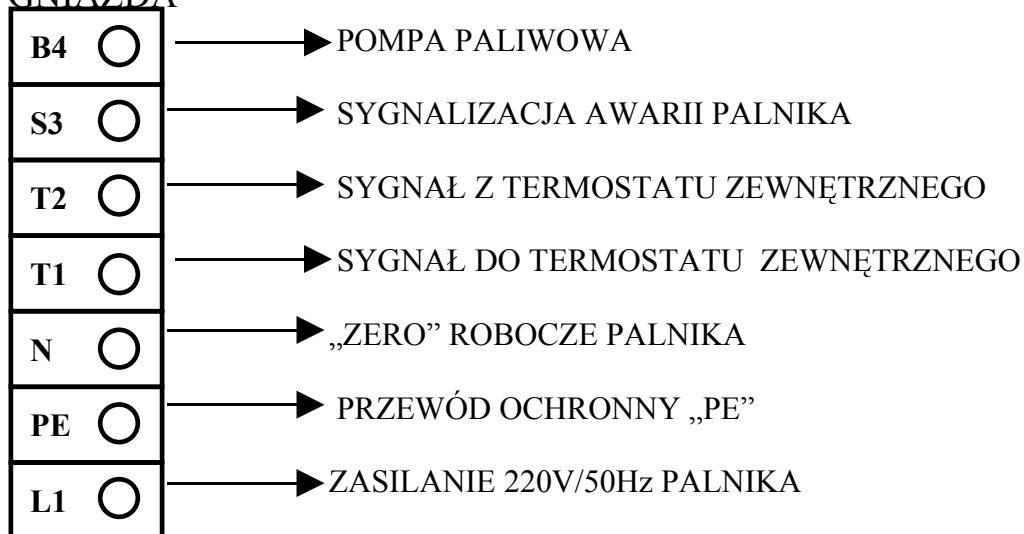 GNIAZDA
B4 POMPA PALIWOWA
S3 SYGNALIZACJA AWARII PALNIKA
T2 SYGNAŁ Z TERMOSTATU ZEWNĘTRZNEGO
T1 SYGNAŁ DO TERMOSTATU ZEWNĘTRZNEGO
N „ZERO” ROBOCZE PALNIKA
PE PRZEWÓD OCHRONNY „PE”
L1 ZASILANIE 220V/50Hz PALNIKA